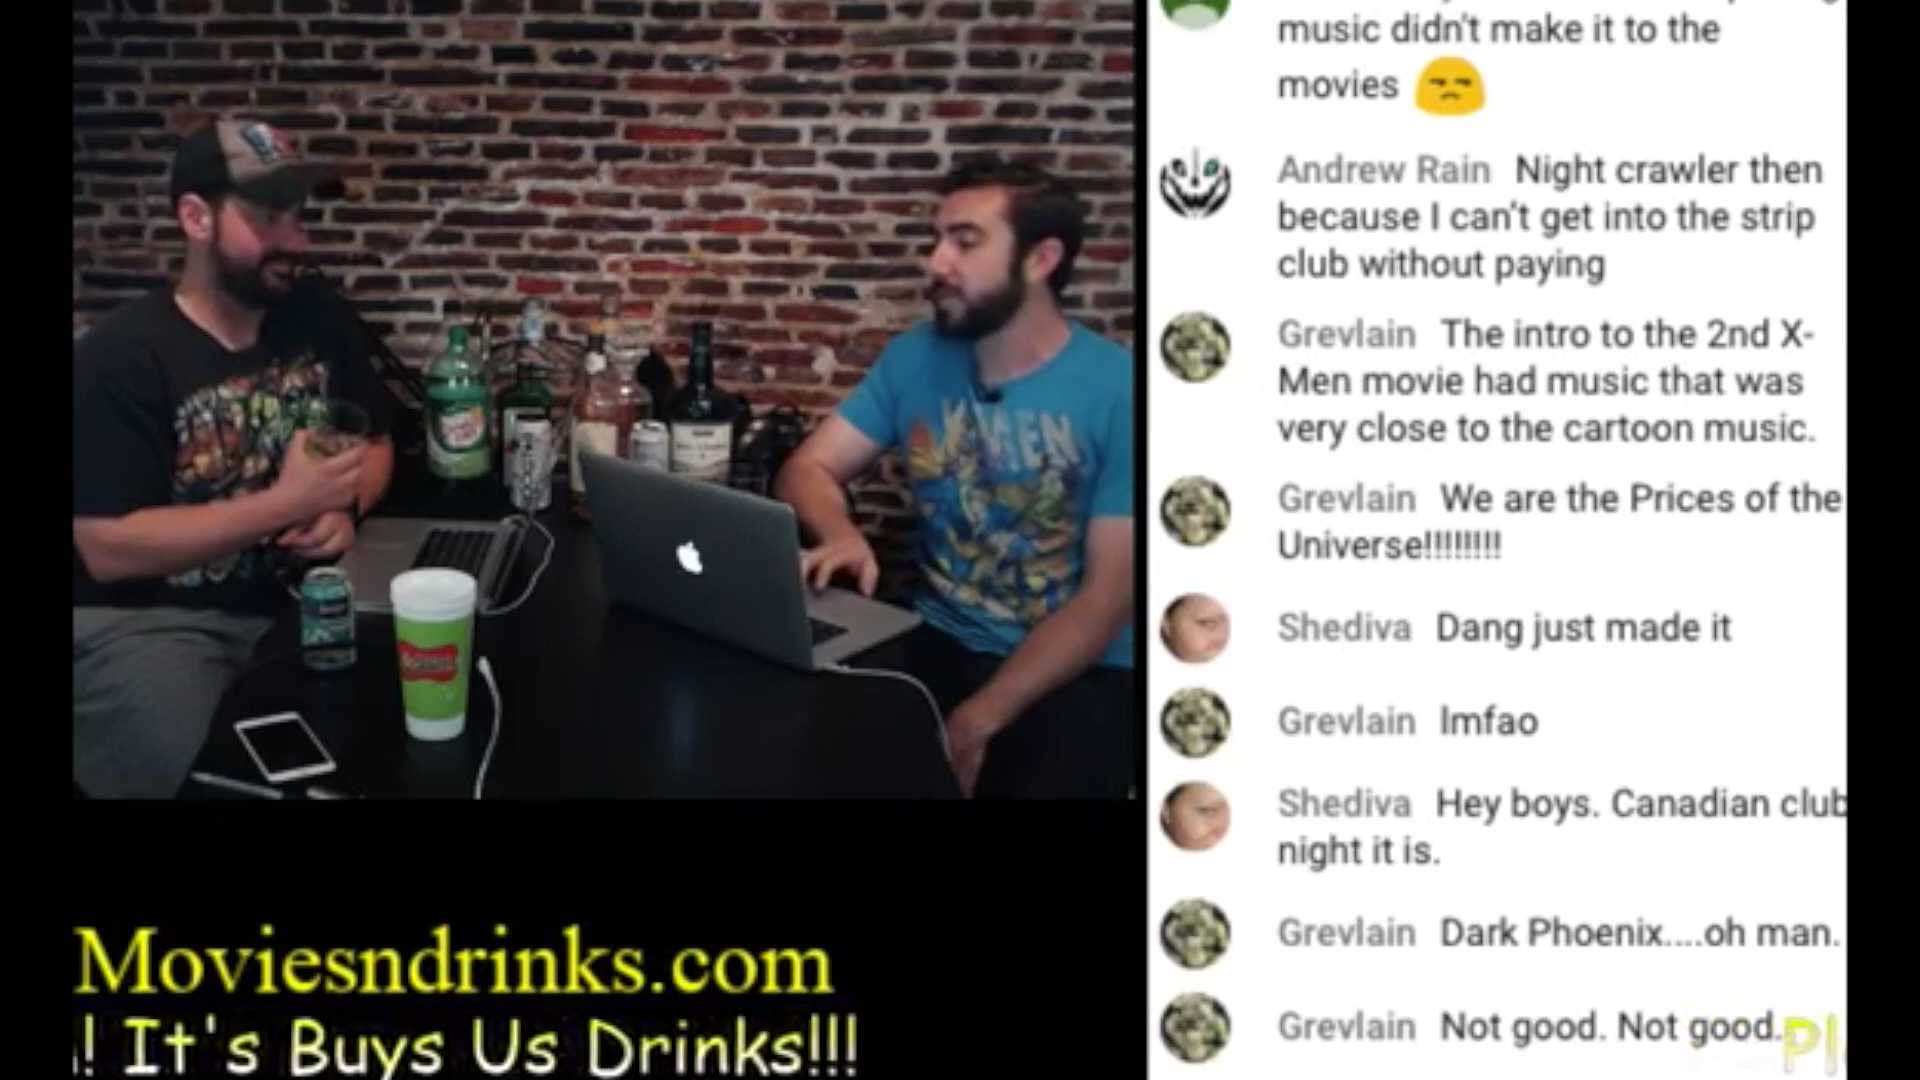 music didn't make it to the
movies
Andrew Rain Night crawler then
because I can't get into the strip
club without paying
Grevlain The intro to the 2nd X-
Men movie had music that was
very close to the cartoon music.
Grevlain We are the Prices of the
Universe!!!!!!!!
Shediva Dang just made it
Grevlain lmfao
Shediva Hey boys. Canadian club
night it is.
Grevlain Dark Phoenix....oh man.
Grevlain Not good. Not good.
Pl
X-MEN
Moviesndrinks.com
! It's Buys Us Drinks!!!